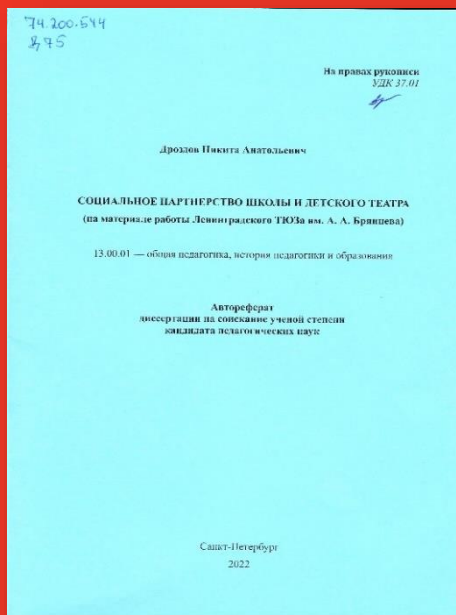 74.200.544
Д 75
На правах рукописи
УДК 37.01
Дроздов Никита Анатольевич
СОЦИАЛЬНОЕ ПАРТНЕРСТВО ШКОЛЫ И ДЕТСКОГО ТЕАТРА
(на материале работы Ленинградского ТЮЗа им. А. А. Брянцева)
13.00.01 — общая педагогика, история педагогики и образования
Автореферат
диссертации на соискание ученой степени
кандидата педагогических наук
Санкт-Петербург
2022